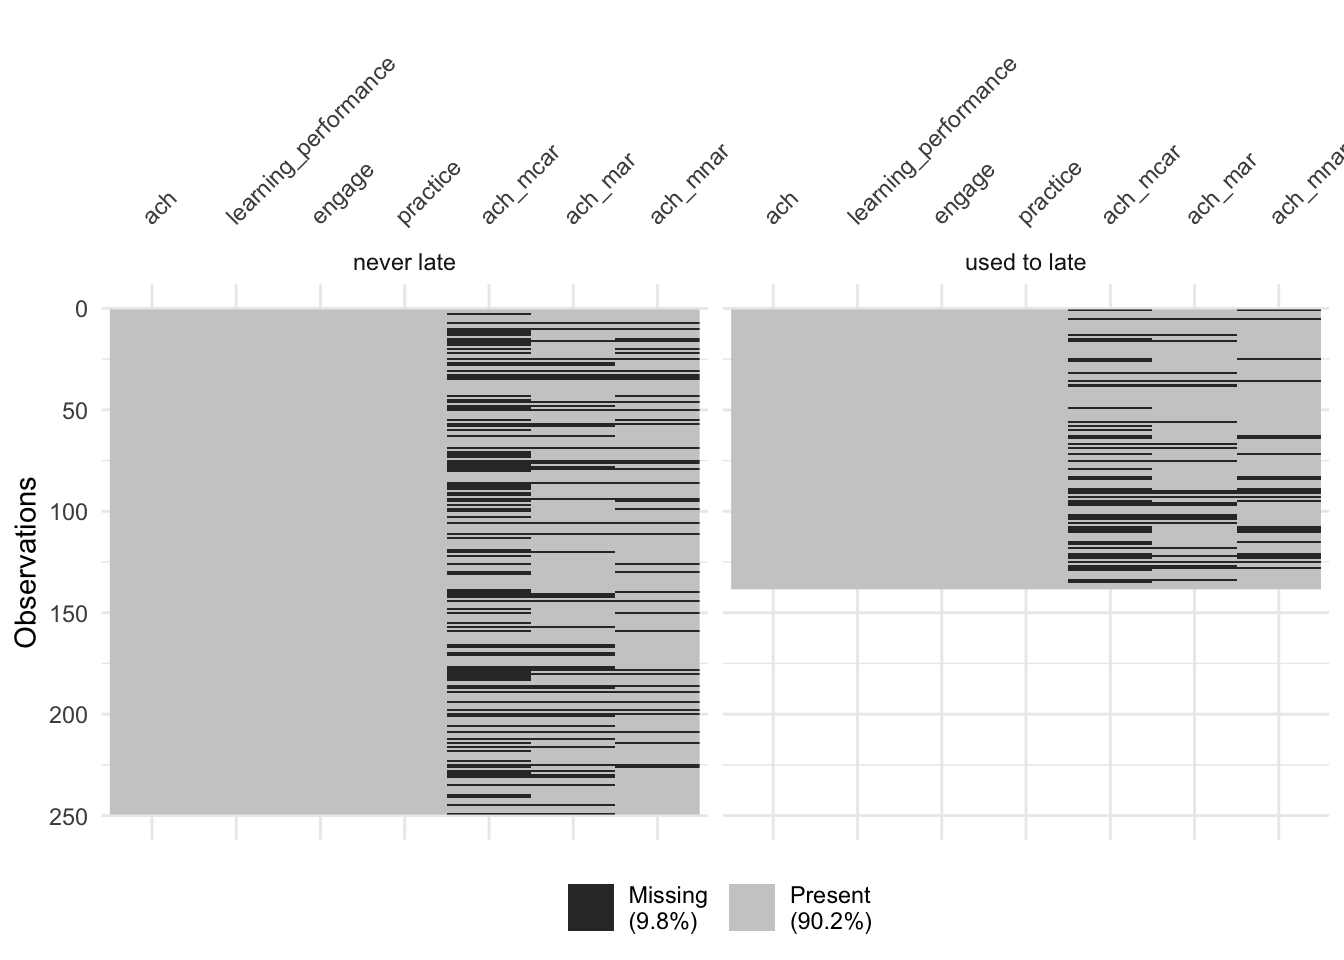 ach
learning_performance
engage
practice
ach_mcar
ach_mar
ach_mnar
ach
learning_performance
engage
practice
ach_mcar
ach_mar
ach_mnar
never late
used to late
Observations
0
50
100
150
200
250
Missing
(9.8%)
Present
(90.2%)